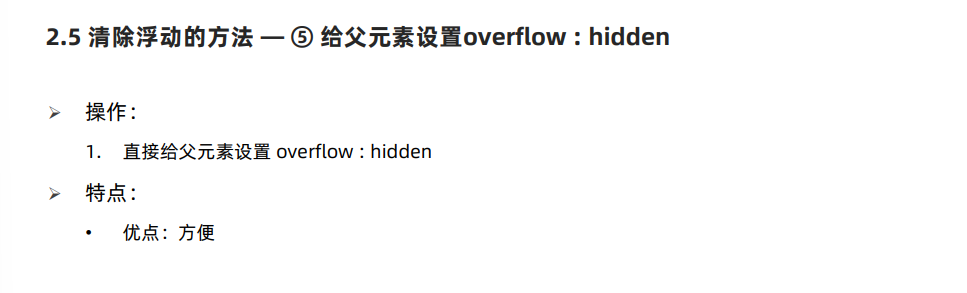 2.5 清除浮动的方法 — ⑤ 给父元素设置overflow : hidden
➢ 操作：
1. 直接给父元素设置 overflow : hidden
➢ 特点：
• 优点：方便